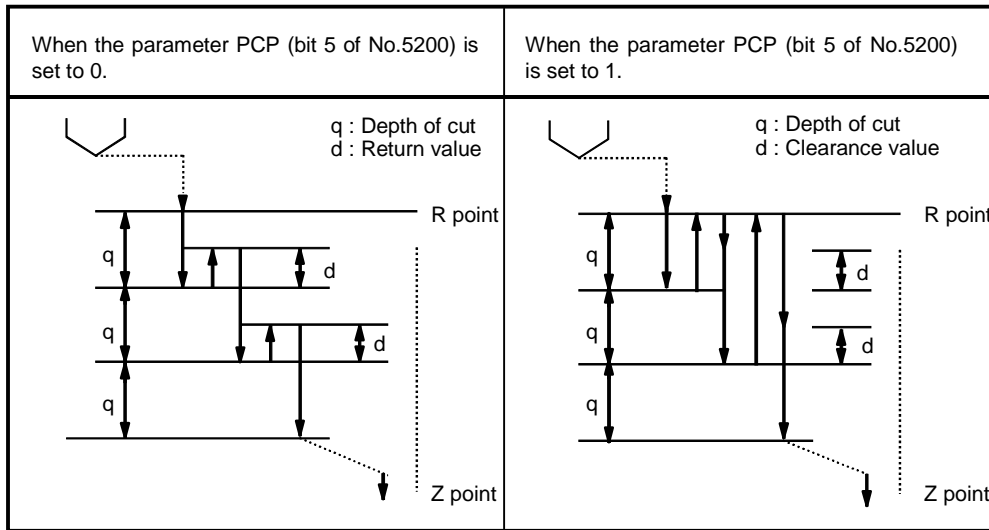 When the parameter PCP (bit 5 of No.5200) is
set to 0.
When the parameter PCP (bit 5 of No.5200)
is set to 1.
q : Depth of cut
d : Return value
R point
q
d
q
d
q
Z point
q : Depth of cut
d : Clearance value
R point
q
d
q
d
q
Z point